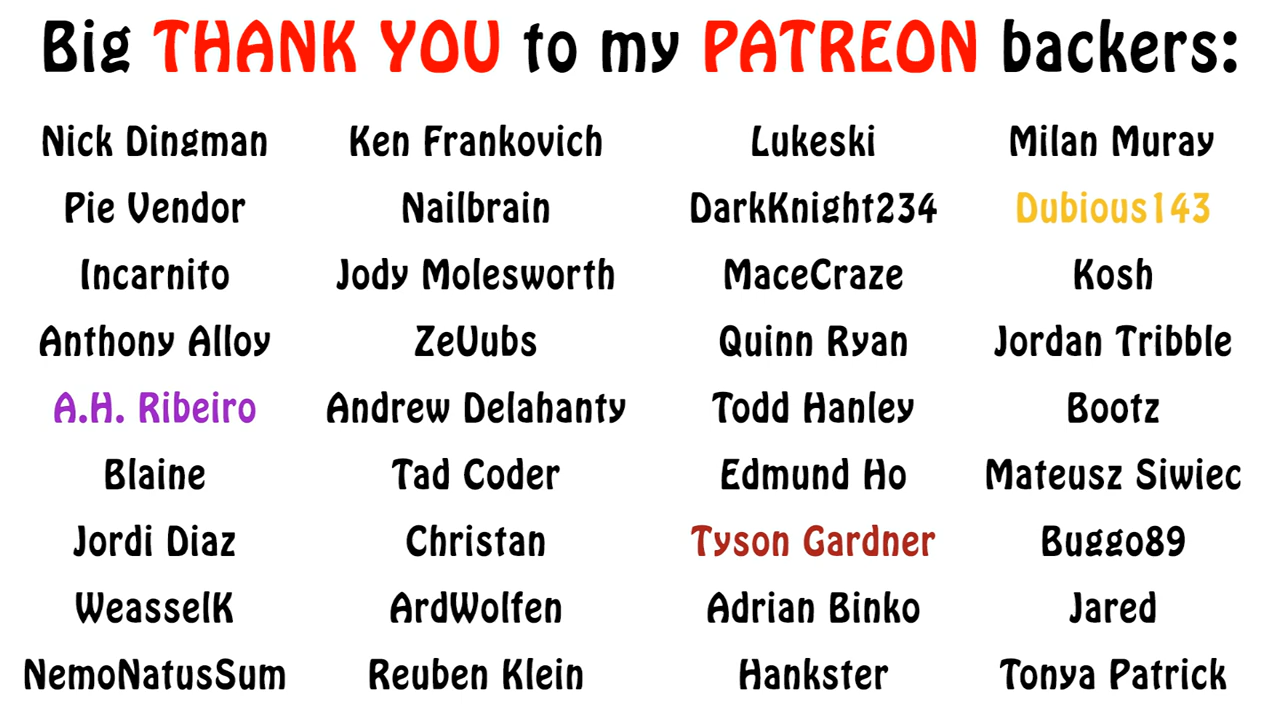 Big THANK YOU to my PATREON backers:
Nick Dingman Ken Frankovich Lukeski Milan Muray
Pie Vendor Nailbrain DarkKnight234 Dubious143
Incarnito Jody Molesworth MaceCraze Kosh
Anthony Alloy ZeVubs Quinn Ryan Jordan Tribble
A.H. Ribeiro Andrew Delahanty Todd Hanley Bootz
Blaine Tad Coder Edmund Ho Mateusz Siwiec
Jordi Diaz Christan Tyson Gardner Buggo89
WeasselK ArdWolfen Adrian Binko Jared
NemoNatusSum Reuben Klein Hankster Tonya Patrick